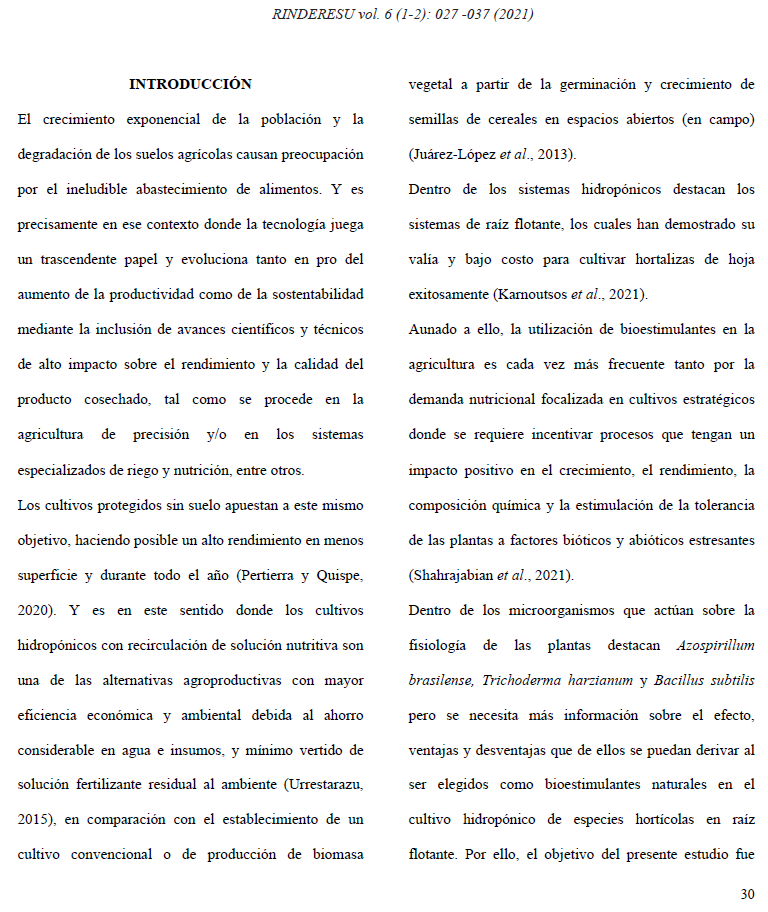 RINDERESU vol. 6 (1-2): 027 -037 (2021)
INTRODUCCIÓN
El crecimiento exponencial de la población y la
degradación de los suelos agrícolas causan preocupación
por el ineludible abastecimiento de alimentos. Y es
precisamente en ese contexto donde la tecnología juega
un trascendente papel y evoluciona tanto en pro del
aumento de la productividad como de la sostentabilidad
mediante la inclusión de avances científicos y técnicos
de alto impacto sobre el rendimiento y la calidad del
producto cosechado, tal como se procede en la
agricultura de precisión y/o en los sistemas
especializados de riego y nutrición, entre otros.
Los cultivos protegidos sin suelo apuestan a este mismo
objetivo, haciendo posible un alto rendimiento en menos
superficie y durante todo el año (Pertierra y Quispe,
2020). Y es en este sentido donde los cultivos
hidropónicos con recirculación de solución nutritiva son
una de las alternativas agroproductivas con mayor
eficiencia económica y ambiental debida al ahorro
considerable en agua e insumos, y mínimo vertido de
solución fertilizante residual al ambiente (Urrestarazu,
2015), en comparación con el establecimiento de un
cultivo convencional o de producción de biomasa
vegetal a partir de la germinación y crecimiento de
semillas de cereales en espacios abiertos (en campo)
(Juárez-López et al., 2013).
Dentro de los sistemas hidropónicos destacan los
sistemas de raíz flotante, los cuales han demostrado su
valía y bajo costo para cultivar hortalizas de hoja
exitosamente (Karnoutsos et al., 2021).
Aunado a ello, la utilización de bioestimulantes en la
agricultura es cada vez más frecuente tanto por la
demanda nutricional focalizada en cultivos estratégicos
donde se requiere incentivar procesos que tengan un
impacto positivo en el crecimiento, el rendimiento, la
composición química y la estimulación de la tolerancia
de las plantas a factores bióticos y abióticos estresantes
(Shahrajabian et al., 2021).
Dentro de los microorganismos que actúan sobre la
fisiología de las plantas destacan Azospirillum
brasilense, Trichoderma harzianum y Bacillus subtilis
pero se necesita más información sobre el efecto,
ventajas y desventajas que de ellos se puedan derivar al
ser elegidos como bioestimulantes naturales en el
cultivo hidropónico de especies hortícolas en raíz
flotante. Por ello, el objetivo del presente estudio fue
30